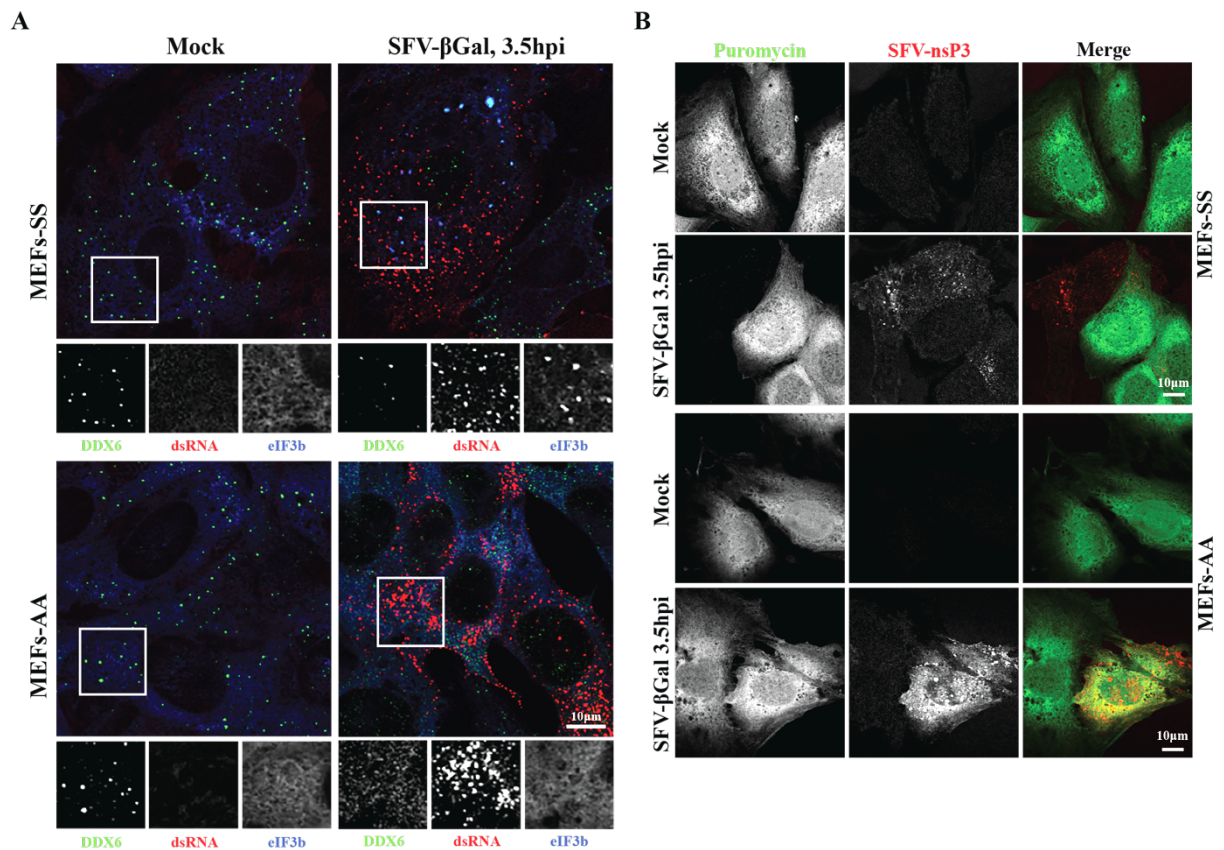 A
Mock
SFV-βGal, 3.5hpi
MEFs-SS
DDX6 dsRNA eIF3b DDX6 dsRNA eIF3b
MEFs-AA
10μm
DDX6 dsRNA eIF3b DDX6 dsRNA eIF3b
B
Puromycin SFV-nsP3 Merge
Mock
SFV-βGal 3.5hpi
10μm
MEFs-SS
Mock
SFV-βGal 3.5hpi
10μm
MEFs-AA